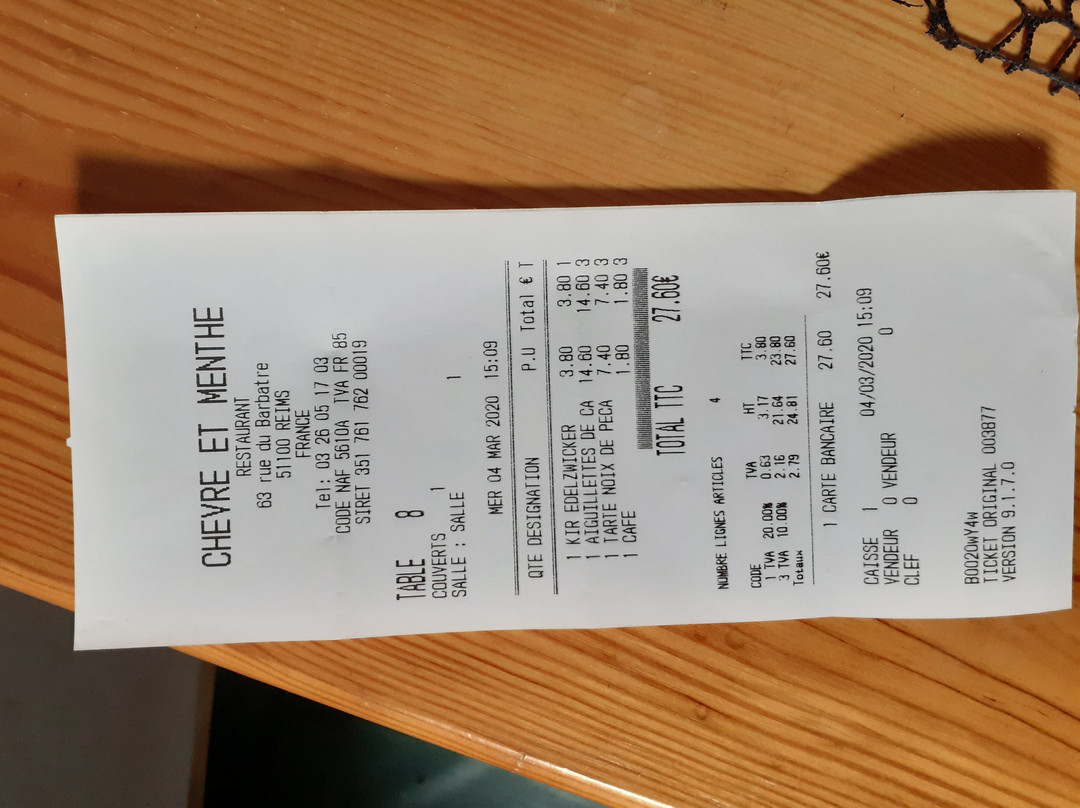 CHEVRE ET MENTHE
RESTAURANT
63 rue du Barbatre
51100 REIMS
FRANCE
Tel: 03 26 05 17 03
CODE NAF 5610A TVA FR 85
SIRET 351 761 762 00019
TABLE 8
COUVERTS 1
SALLE : SALLE 1
MER 04 MAR 2020 15:09
QTE DESIGNATION P.U Total € T
1 KIR EDELZWICKER 3.80 3.80 1
1 AIGUILLETTES DE CA 14.60 14.60 3
1 TARTE NOIX DE PECA 7.40 7.40 3
1 CAFE 1.80 1.80 3
TOTAL TTC 27.60€
NOMBRE LIGNES ARTICLES 4
CODE TVA HT TTC
1 TVA 20.00% 0.63 3.17 3.80
3 TVA 10.00% 2.16 21.64 23.80
Totaux 2.79 24.81 27.60
1 CARTE BANCAIRE 27.60 27.60€
CAISSE 1 04/03/2020 15:09
VENDEUR 0 VENDEUR 0
CLEF 0
B0020wY4w
TICKET ORIGINAL 003877
VERSION 9.1.7.0